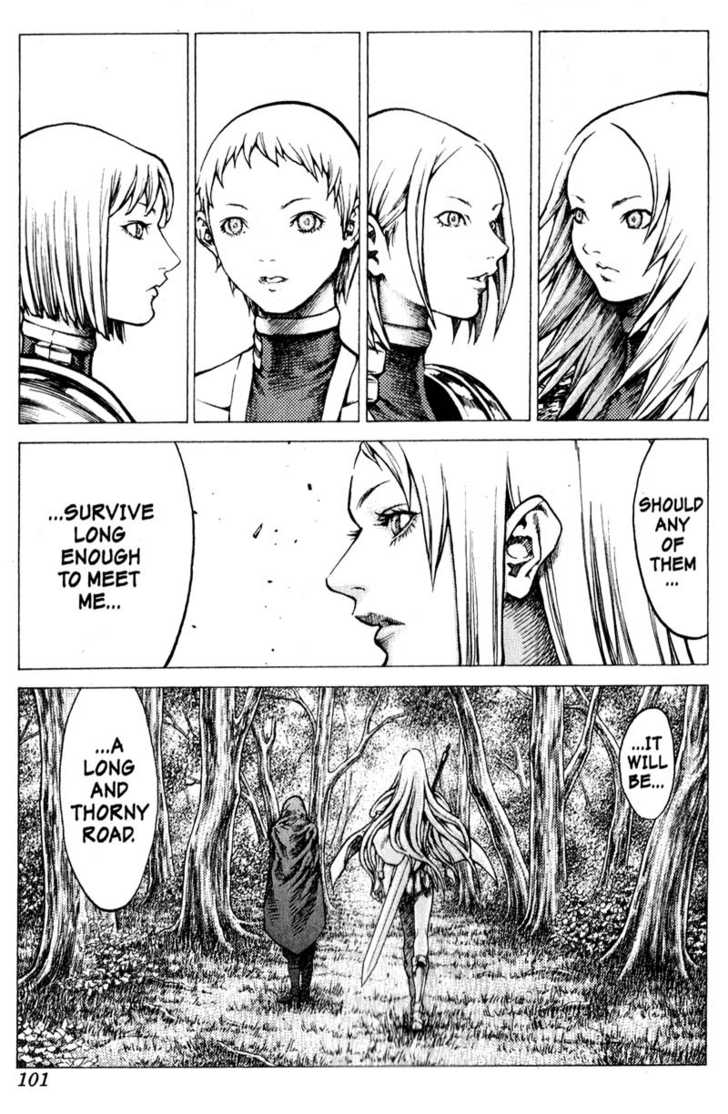 SHOULD
ANY
OF
THEM
...
...SURVIVE
LONG
ENOUGH
TO MEET
ME...
...IT
WILL
BE...
...A
LONG
AND
THORNY
ROAD.
101